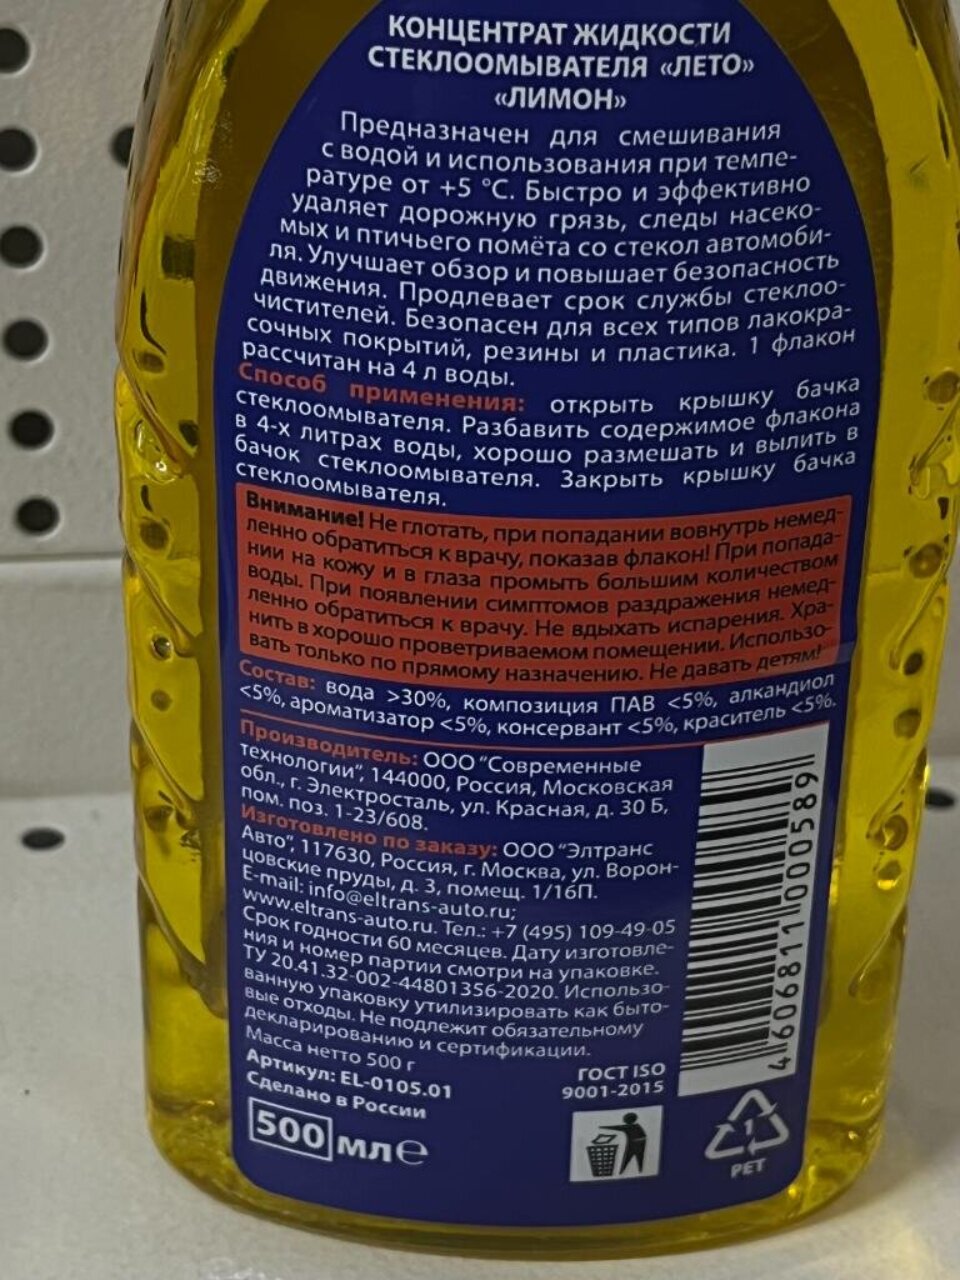 КОНЦЕНТРАТ ЖИДКОСТИ
СТЕКЛООМЫВАТЕЛЯ «ЛЕТО»
«ЛИМОН»
Предназначен для смешивания
с водой и использования при темпе-
ратуре от +5 °С. Быстро и эффективно
удаляет дорожную грязь, следы насеко-
мых и птичьего помёта со стекол автомоби-
ля. Улучшает обзор и повышает безопасность
движения. Продлевает срок службы стеклоо-
чистителей. Безопасен для всех типов лакокра-
сочных покрытий, резины и пластика. 1 флакон
рассчитан на 4 л воды.
Способ применения: открыть крышку бачка
стеклоомывателя. Разбавить содержимое флакона
в 4-х литрах воды, хорошо размешать и вылить в
бачок стеклоомывателя. Закрыть крышку бачка
стеклоомывателя.
Внимание! Не глотать, при попадании вовнутрь немед-
ленно обратиться к врачу, показав флакон! При попада-
нии на кожу и в глаза промыть большим количеством
воды. При появлении симптомов раздражения немед-
ленно обратиться к врачу. Не вдыхать испарения. Хра-
нить в хорошо проветриваемом помещении. Использо-
вать только по прямому назначению. Не давать детям!
Состав: вода >30%, композиция ПАВ <5%, алкандиол
<5%, ароматизатор <5%, консервант <5%, краситель <5%.
Производитель: ООО "Современные
технологии", 144000, Россия, Московская
обл., г. Электросталь, ул. Красная, д. 30 Б,
пом. поз. 1-23/608.
Изготовлено по заказу: ООО "Элтранс
Авто", 117630, Россия, г. Москва, ул. Ворон-
цовские пруды, д. 3, помещ. 1/16П.
E-mail: info@eltrans-auto.ru;
www.eltrans-auto.ru. Тел.: +7 (495) 109-49-05
Срок годности 60 месяцев. Дату изготовле-
ния и номер партии смотри на упаковке.
ТУ 20.41.32-002-44801356-2020. Использо-
ванную упаковку утилизировать как быто-
вые отходы. Не подлежит обязательному
декларированию и сертификации.
Масса нетто 500 г
Артикул: EL-0105.01
Сделано в России
500 мл ℮
ГОСТ ISO
9001-2015
4 606811 000589
1
PET